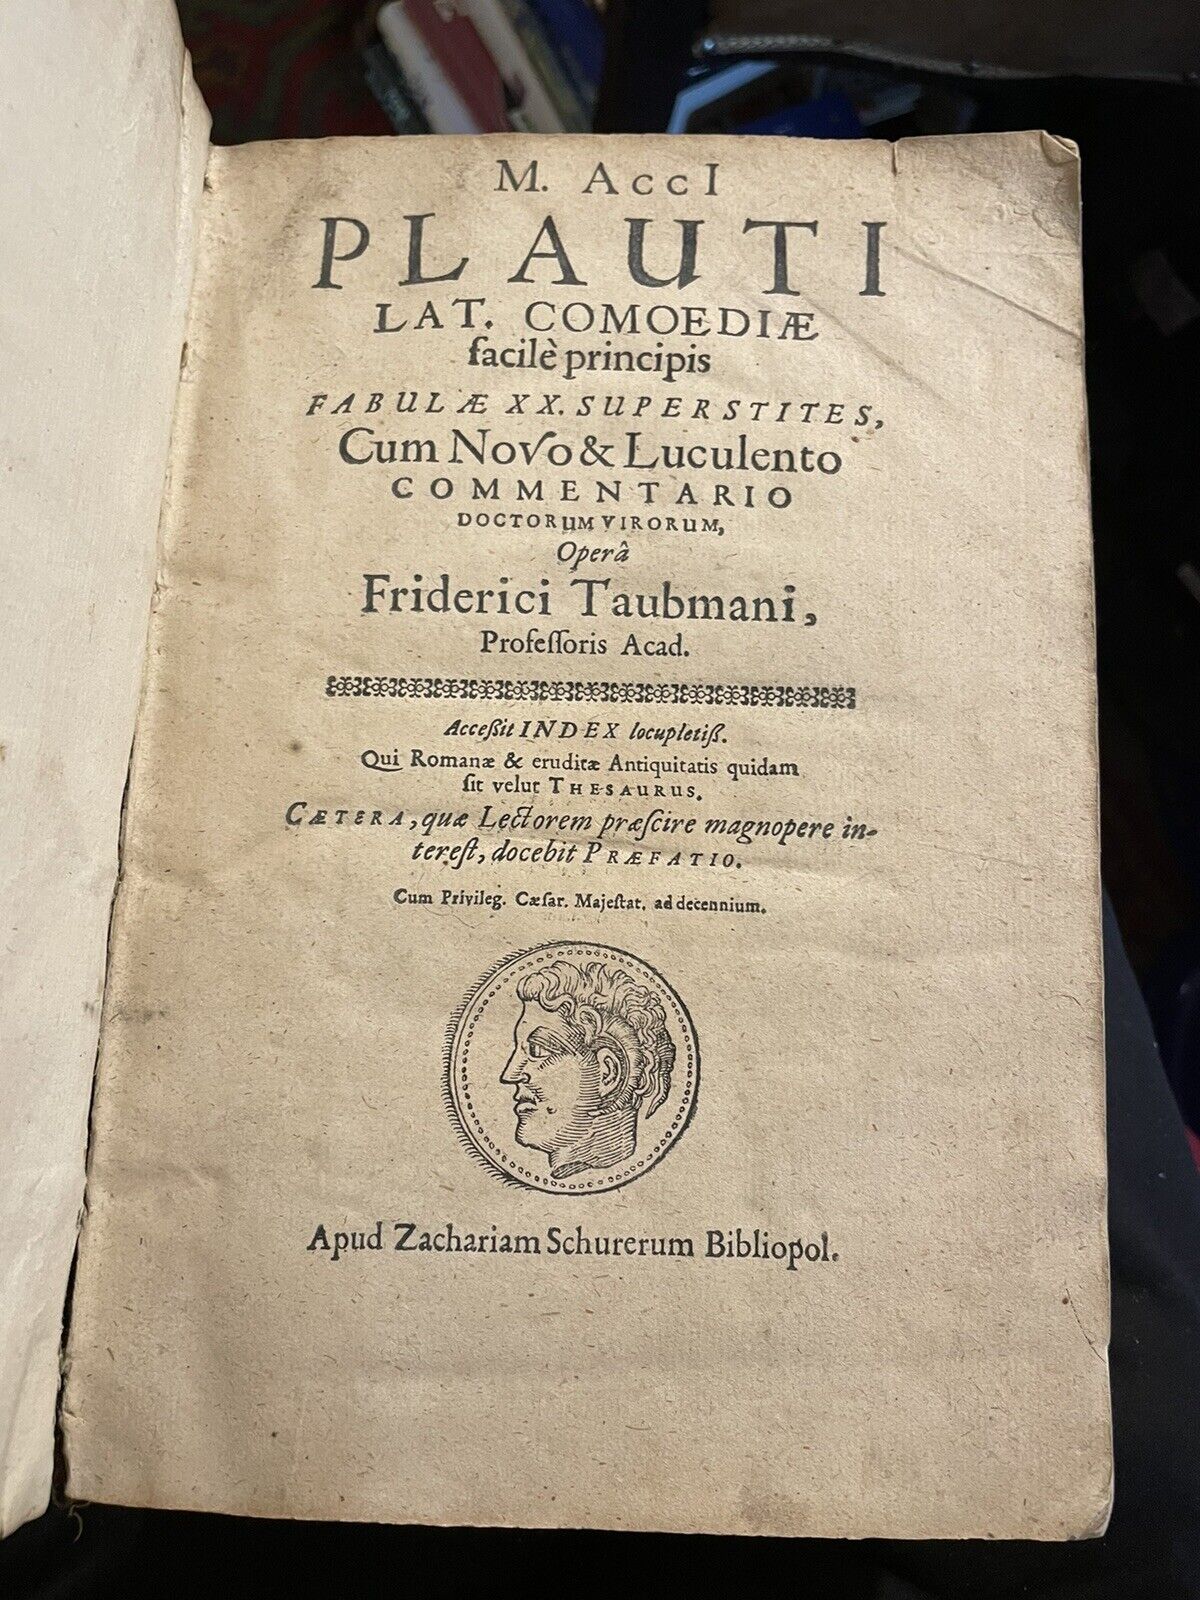 M. AccI
PLAUTI
LAT. COMOEDIÆ
facilè principis
FABULÆ XX. SUPERSTITES,
Cum Novo & Luculento
COMMENTARIO
DOCTORUM VIRORUM,
Operâ
Friderici Taubmani,
Profeſſoris Acad.
Acceßit INDEX locupletiß.
Qui Romanæ & eruditæ Antiquitatis quidam
ſit velut THESAURUS.
CÆTERA, quæ Lectorem præſcire magnopere in-
tereſt, docebit PRÆFATIO.
Cum Privileg. Cæſar. Majeſtat. ad decennium.
Apud Zachariam Schurerum Bibliopol.